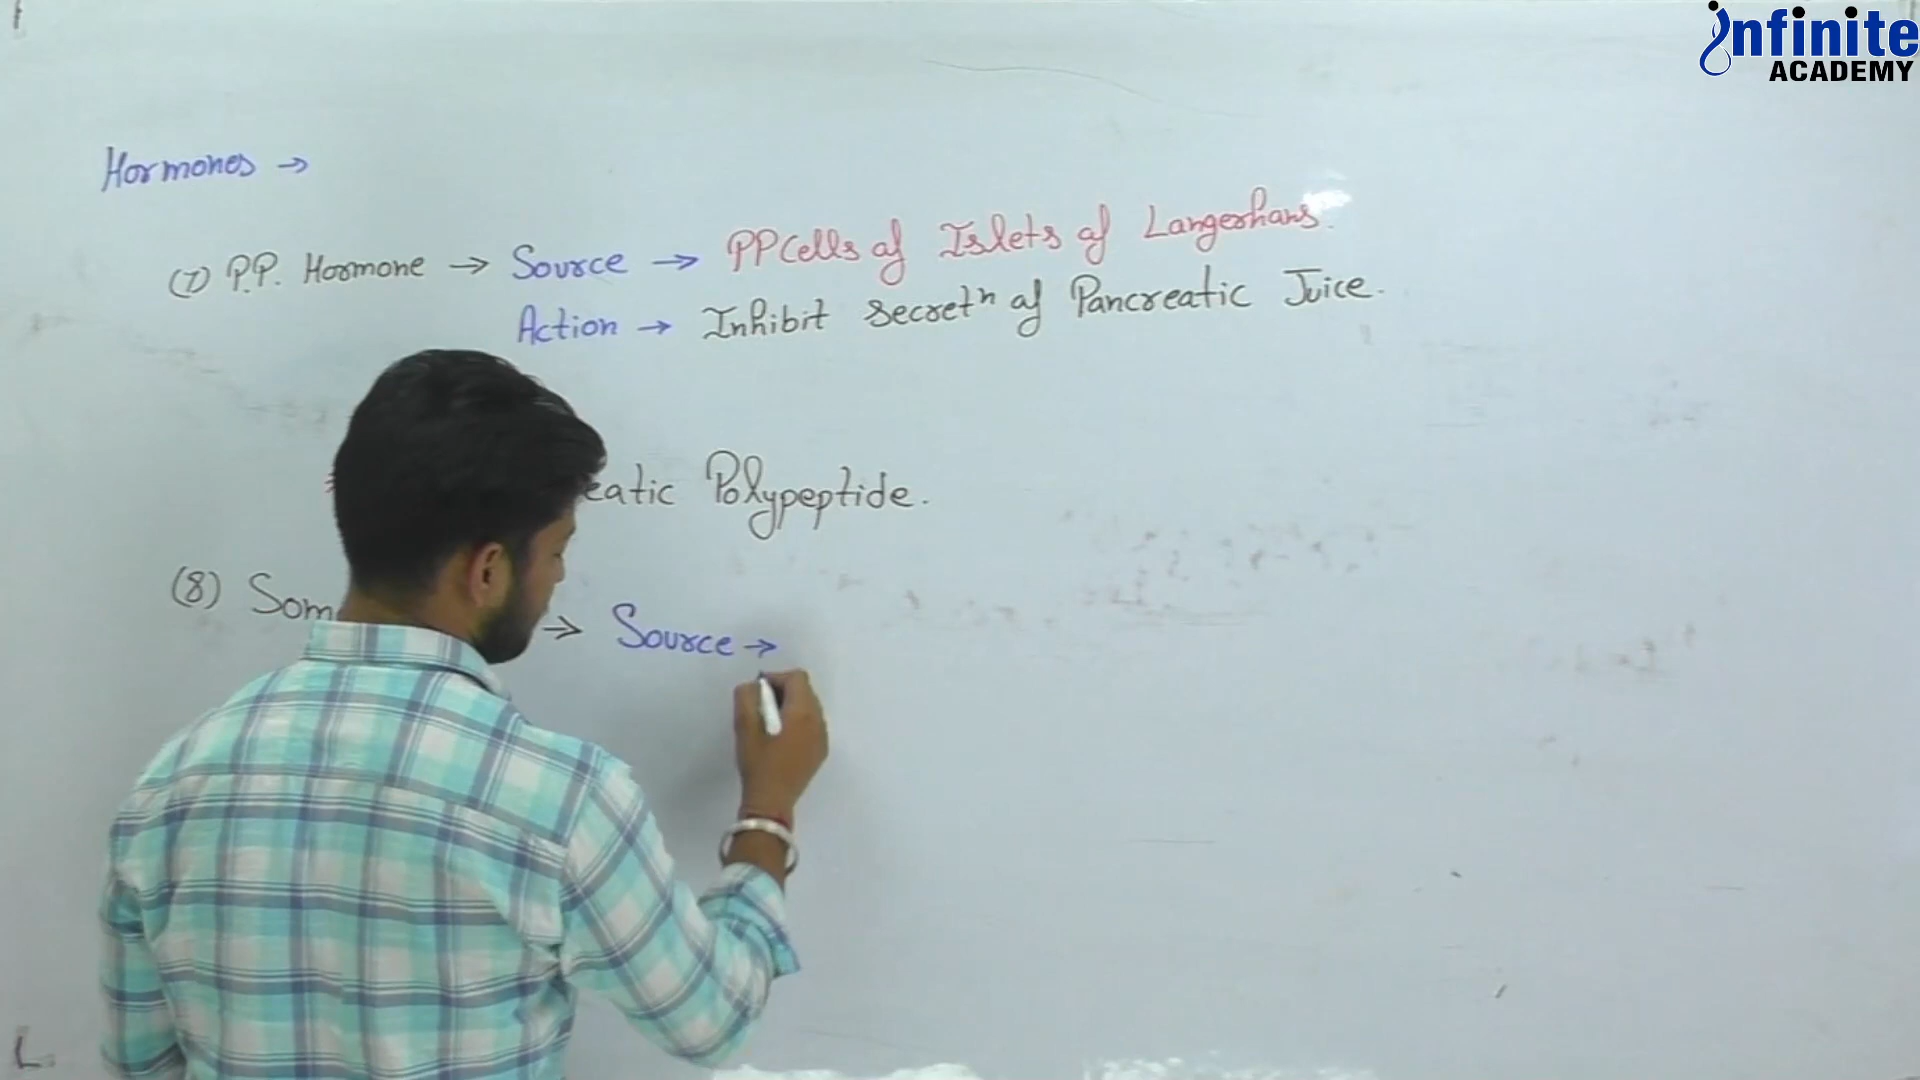 infinite
ACADEMY
Hormones →
(7) P.P. Hormone → Source → PP Cells of Islets of Langerhans.
Action → Inhibit Secretⁿ of Pancreatic Juice.
eatic Polypeptide.
(8) Som → Source →